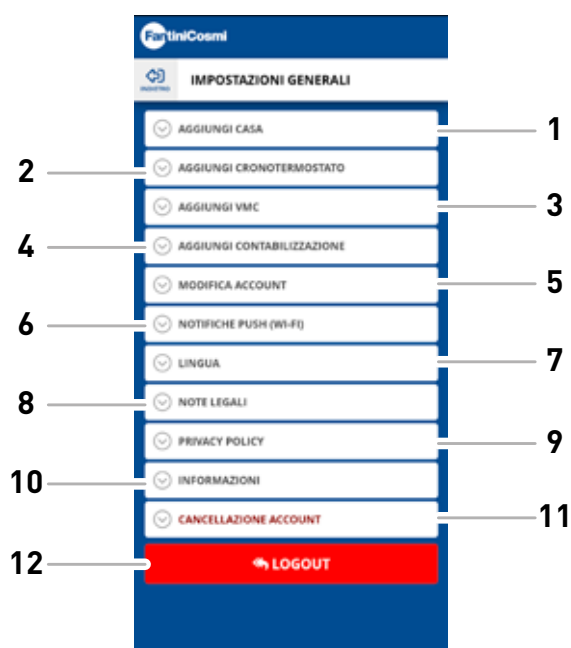 FantiniCosmi
INDIETRO
IMPOSTAZIONI GENERALI
AGGIUNGI CASA
1
2
AGGIUNGI CRONOTERMOSTATO
AGGIUNGI VMC
3
4
AGGIUNGI CONTABILIZZAZIONE
MODIFICA ACCOUNT
5
6
NOTIFICHE PUSH (WI-FI)
LINGUA
7
8
NOTE LEGALI
PRIVACY POLICY
9
10
INFORMAZIONI
CANCELLAZIONE ACCOUNT
11
12
LOGOUT